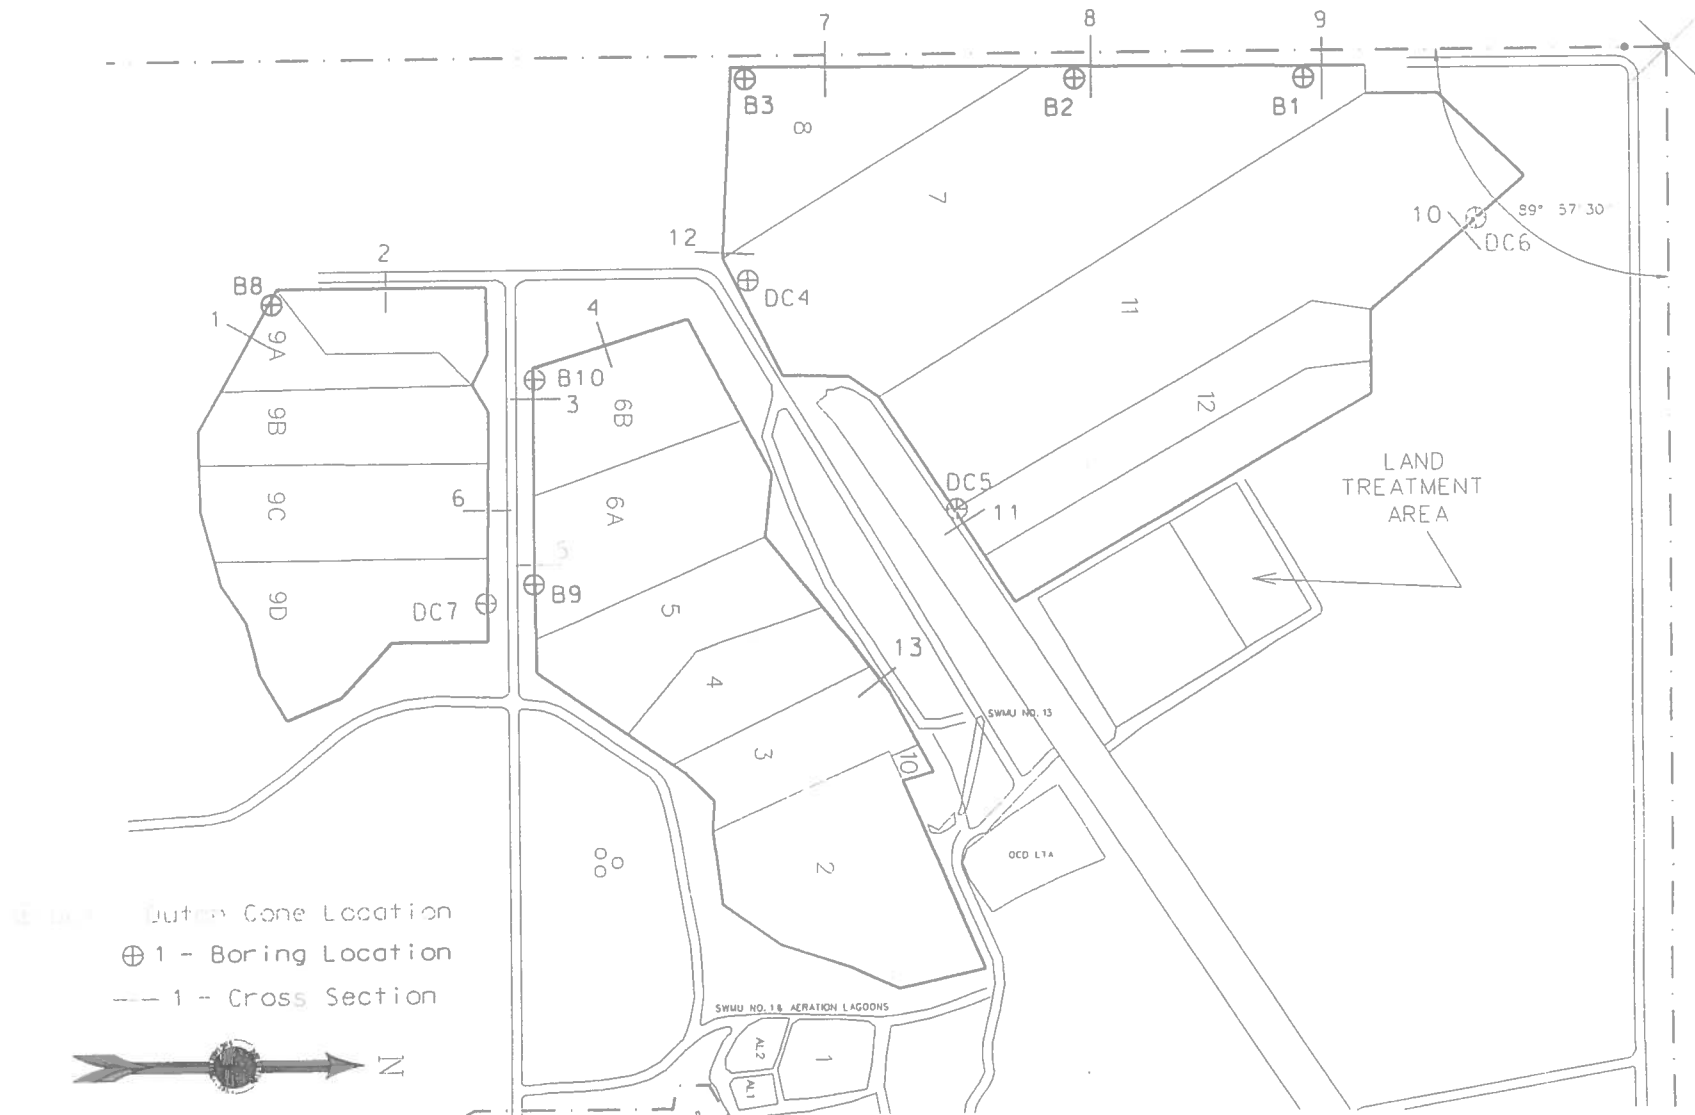 7
8
9
B3
B2
B1
8
7
10
89° 57'30
DC6
12
2
B8
DC4
4
1
9A
11
B10
3
6B
12
9B
LAND
TREATMENT
AREA
DC5
6
9C
6A
11
5
B9
DC7
9D
5
13
4
SWMU NO. 13
3
10
2
OCD LTA
Cone Location
⊕ 1 - Boring Location
--- 1 - Cross Section
SWMU NO. 1& AERATION LAGOONS
AL2
1
AL1
N